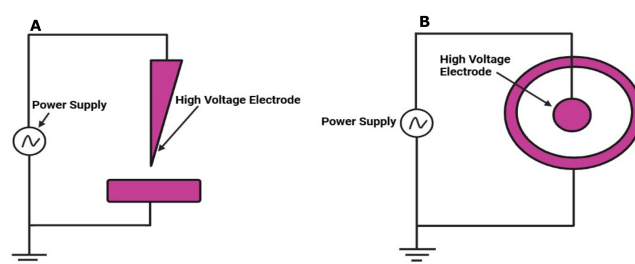 A
Power Supply
High Voltage Electrode
B
High Voltage
Electrode
Power Supply